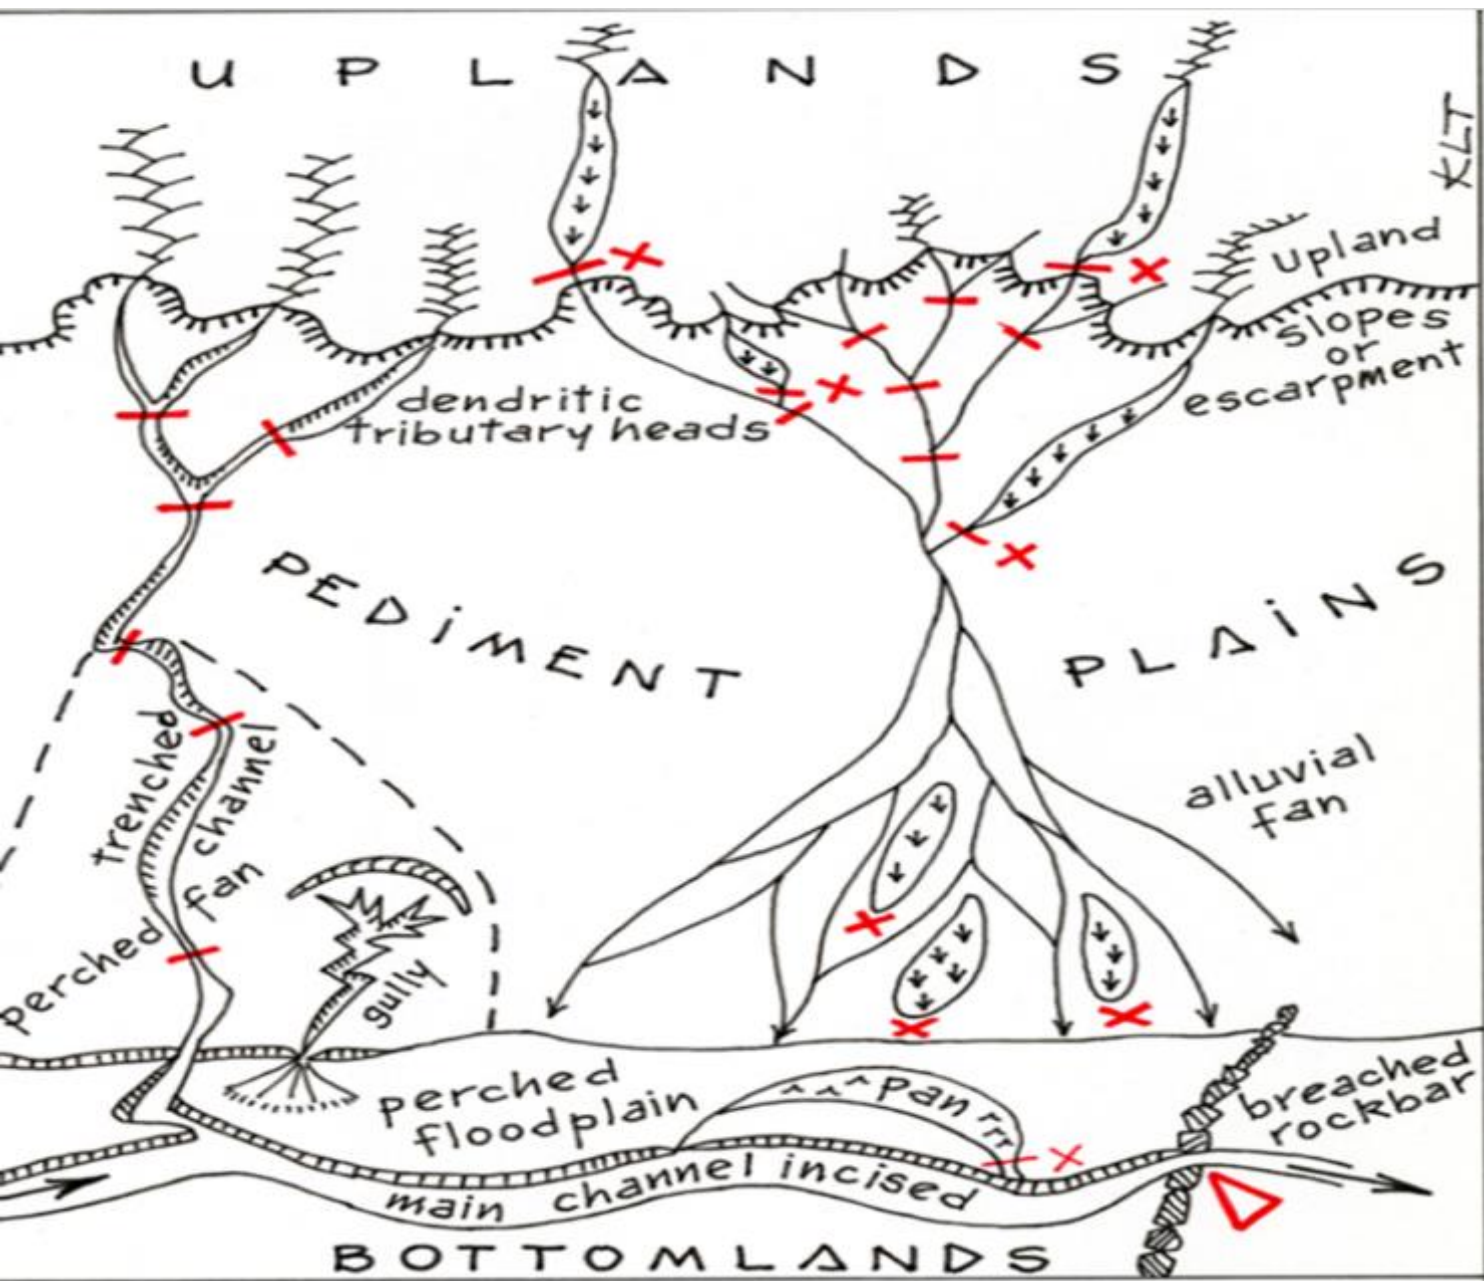 UPLANDS
KLT
upland
slopes
or
escarpment
dendritic
tributary heads
PEDiMENT PLAiNS
trenched
channel
perched fan
gully
alluvial
fan
perched
floodplain
pan
breached
rockbar
main channel incised
BOTTOMLANDS